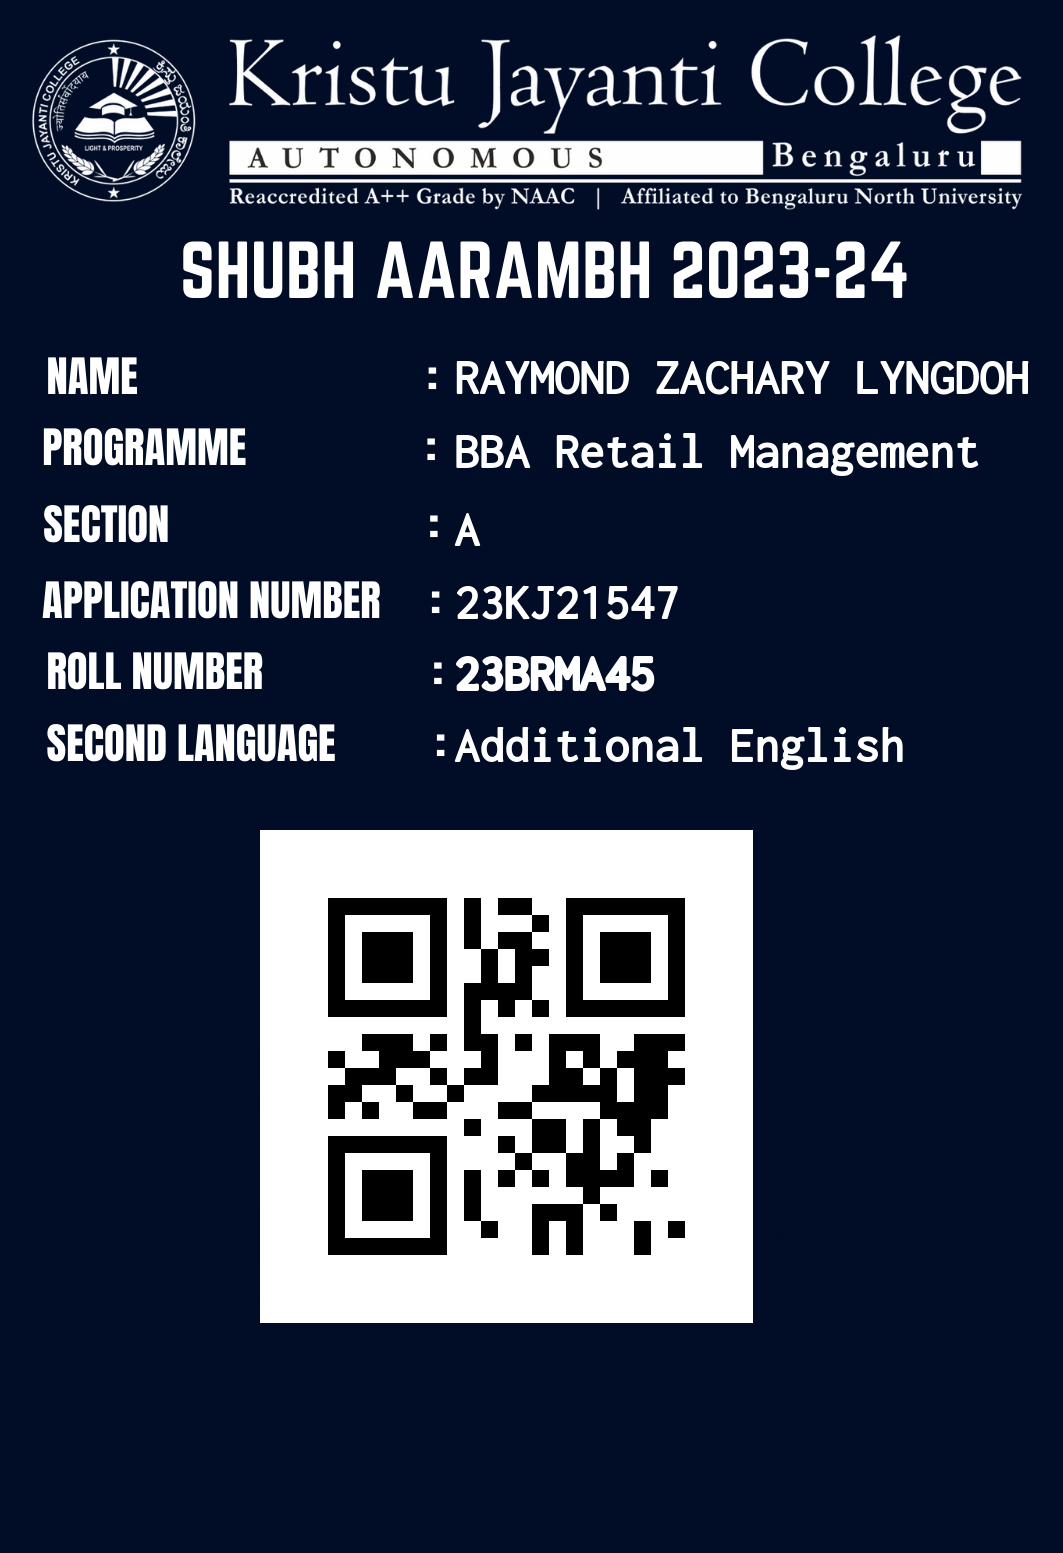 Kristu Jayanti College
AUTONOMOUS Bengaluru
Reaccredited A++ Grade by NAAC | Affiliated to Bengaluru North University
KRISTU JAYANTI COLLEGE
LIGHT & PROSPERITY
SHUBH AARAMBH 2023-24
NAME : RAYMOND ZACHARY LYNGDOH
PROGRAMME : BBA Retail Management
SECTION : A
APPLICATION NUMBER : 23KJ21547
ROLL NUMBER : 23BRMA45
SECOND LANGUAGE : Additional English